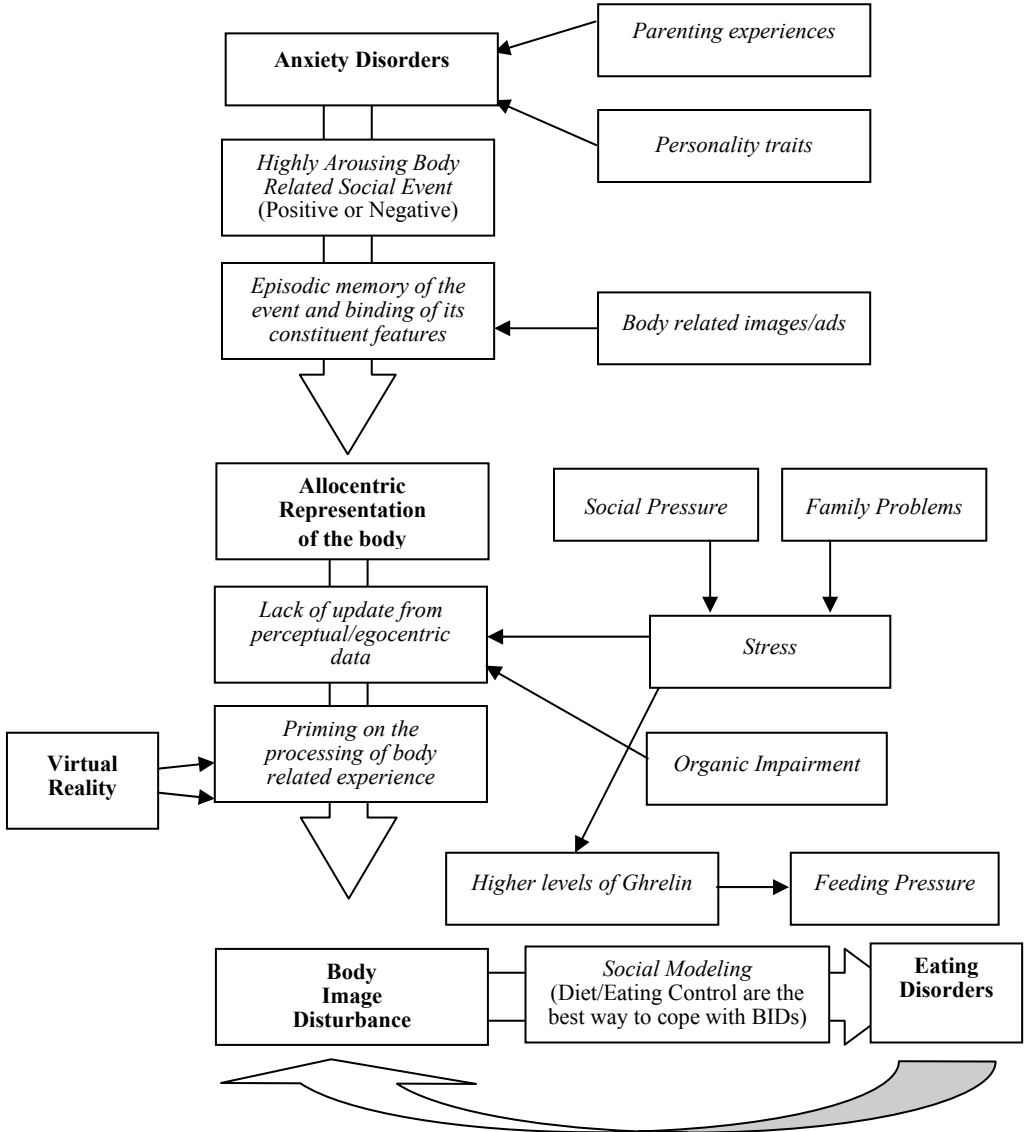 Parenting experiences
Anxiety Disorders
Personality traits
Highly Arousing Body
Related Social Event
(Positive or Negative)
Episodic memory of the
event and binding of its
constituent features
Body related images/ads
Allocentric
Representation
of the body
Social Pressure
Family Problems
Lack of update from
perceptual/egocentric
data
Stress
Priming on the
processing of body
related experience
Virtual
Reality
Organic Impairment
Higher levels of Ghrelin
Feeding Pressure
Body
Image
Disturbance
Social Modeling
(Diet/Eating Control are the
best way to cope with BIDs)
Eating
Disorders